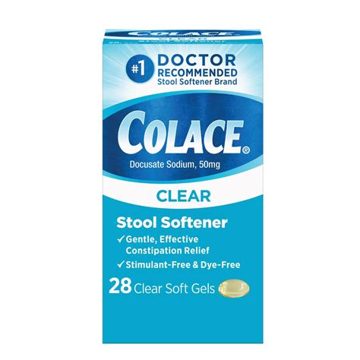 #1 DOCTOR
RECOMMENDED
Stool Softener Brand
COLACE®
Docusate Sodium, 50mg
CLEAR
Stool Softener
✓Gentle, Effective
Constipation Relief
✓Stimulant-Free & Dye-Free
28 Clear Soft Gels